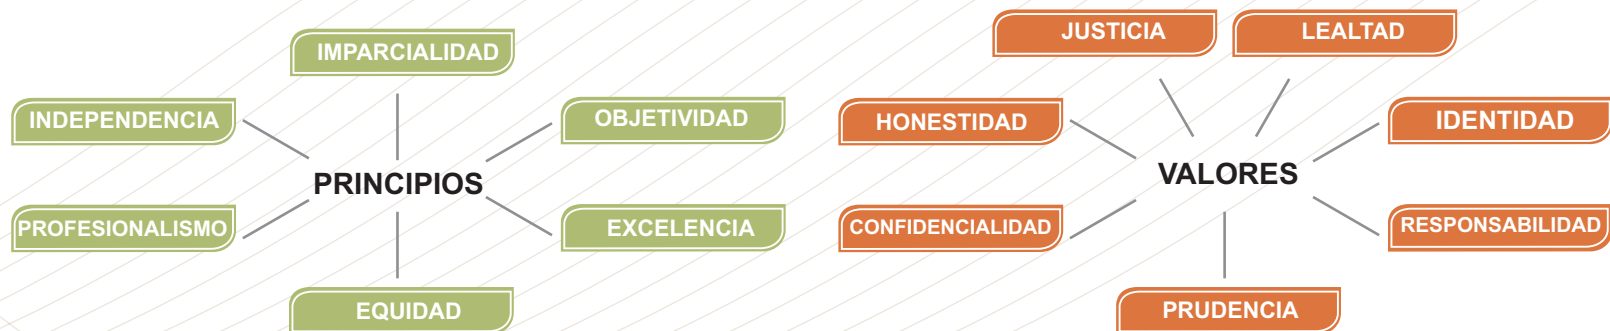 IMPARCIALIDAD
INDEPENDENCIA
OBJETIVIDAD
PRINCIPIOS
PROFESIONALISMO
EXCELENCIA
EQUIDAD
JUSTICIA
LEALTAD
HONESTIDAD
IDENTIDAD
VALORES
CONFIDENCIALIDAD
RESPONSABILIDAD
PRUDENCIA